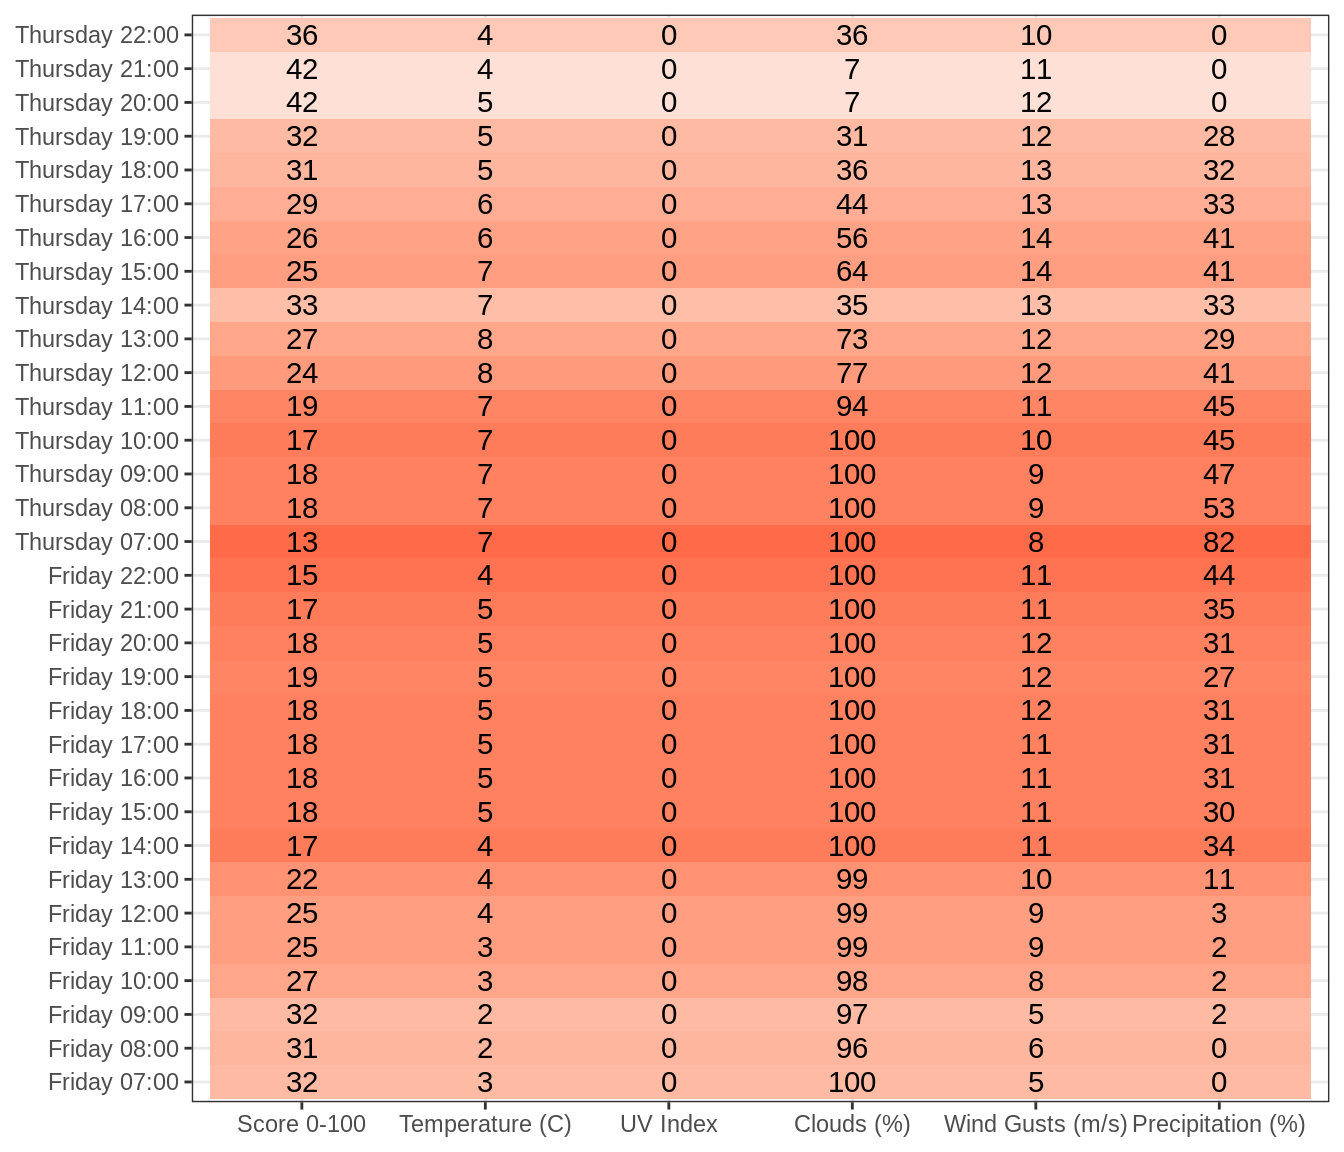 Thursday 22:00 36 4 0 36 10 0
Thursday 21:00 42 4 0 7 11 0
Thursday 20:00 42 5 0 7 12 0
Thursday 19:00 32 5 0 31 12 28
Thursday 18:00 31 5 0 36 13 32
Thursday 17:00 29 6 0 44 13 33
Thursday 16:00 26 6 0 56 14 41
Thursday 15:00 25 7 0 64 14 41
Thursday 14:00 33 7 0 35 13 33
Thursday 13:00 27 8 0 73 12 29
Thursday 12:00 24 8 0 77 12 41
Thursday 11:00 19 7 0 94 11 45
Thursday 10:00 17 7 0 100 10 45
Thursday 09:00 18 7 0 100 9 47
Thursday 08:00 18 7 0 100 9 53
Thursday 07:00 13 7 0 100 8 82
Friday 22:00 15 4 0 100 11 44
Friday 21:00 17 5 0 100 11 35
Friday 20:00 18 5 0 100 12 31
Friday 19:00 19 5 0 100 12 27
Friday 18:00 18 5 0 100 12 31
Friday 17:00 18 5 0 100 11 31
Friday 16:00 18 5 0 100 11 31
Friday 15:00 18 5 0 100 11 30
Friday 14:00 17 4 0 100 11 34
Friday 13:00 22 4 0 99 10 11
Friday 12:00 25 4 0 99 9 3
Friday 11:00 25 3 0 99 9 2
Friday 10:00 27 3 0 98 8 2
Friday 09:00 32 2 0 97 5 2
Friday 08:00 31 2 0 96 6 0
Friday 07:00 32 3 0 100 5 0
Score 0-100 Temperature (C) UV Index Clouds (%) Wind Gusts (m/s) Precipitation (%)